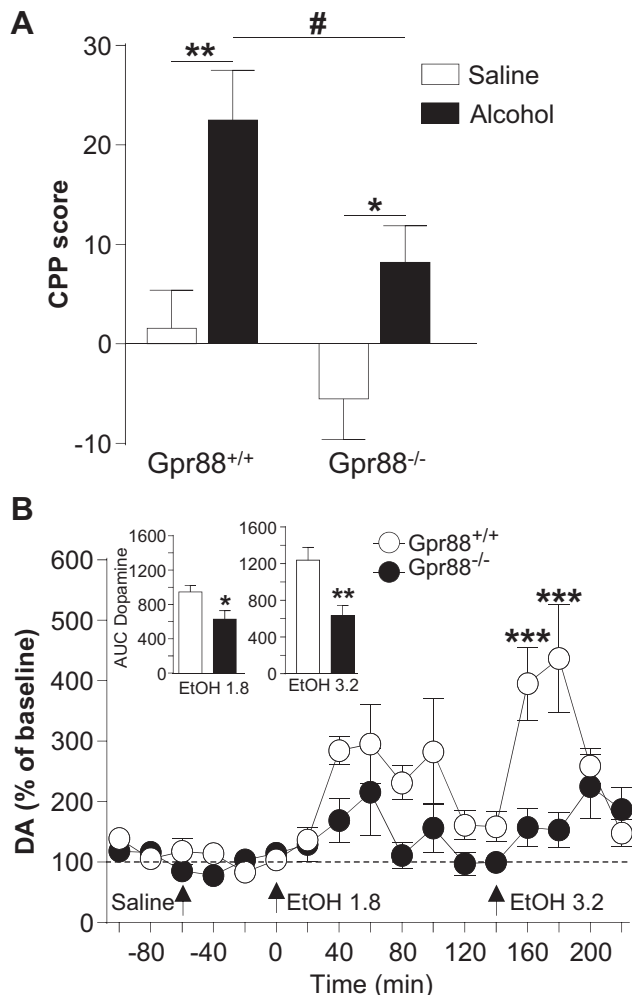 A
30
20
10
0
-10
CPP score
**
#
*
Saline
Alcohol
Gpr88+/+
Gpr88-/-
B
600
500
400
300
200
100
0
DA (% of baseline)
1600
1200
800
400
0
AUC Dopamine
*
EtOH 1.8
1600
1200
800
400
0
**
EtOH 3.2
Gpr88+/+
Gpr88-/-
***
***
Saline
EtOH 1.8
EtOH 3.2
-80 -40 0 40 80 120 160 200
Time (min)